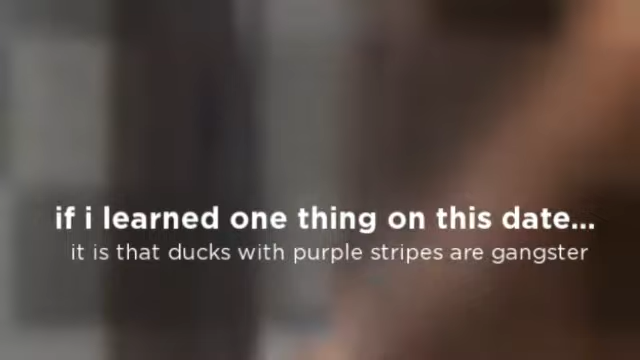 if i learned one thing on this date...
it is that ducks with purple stripes are gangster